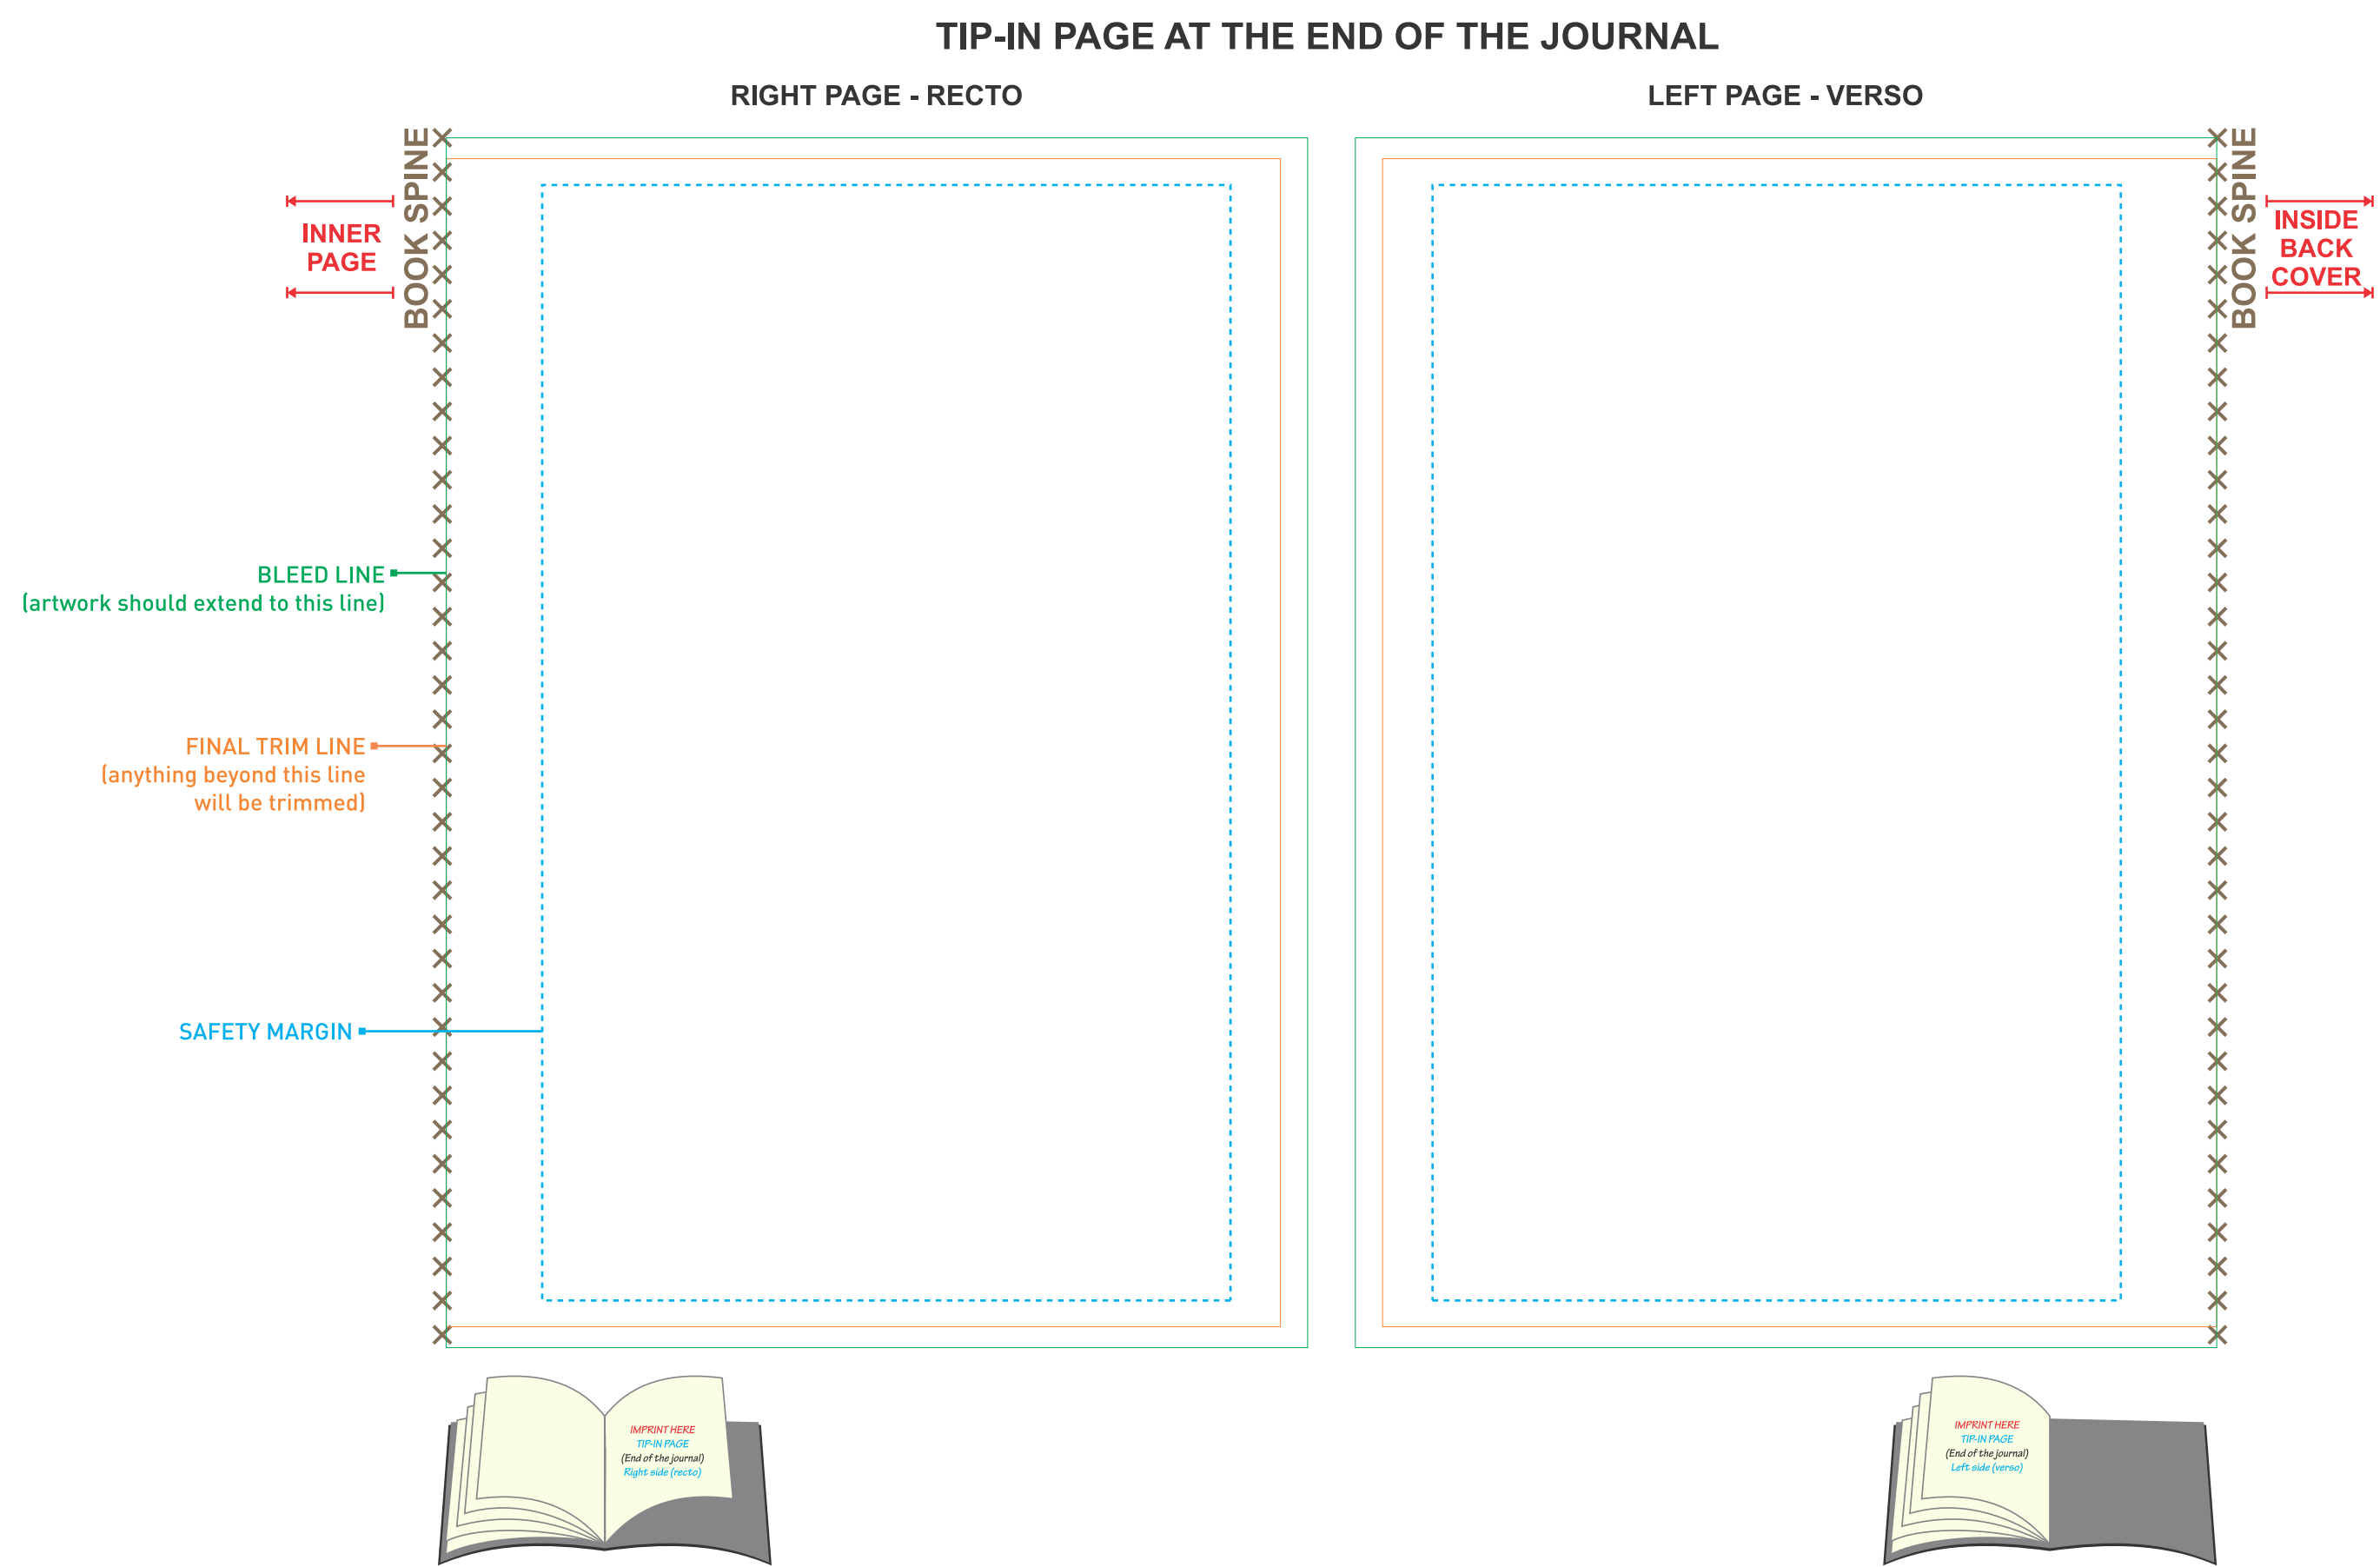 TIP-IN PAGE AT THE END OF THE JOURNAL
RIGHT PAGE - RECTO
LEFT PAGE - VERSO
BOOK SPINE
INNER
PAGE
BOOK SPINE
INSIDE
BACK
COVER
BLEED LINE
(artwork should extend to this line)
FINAL TRIM LINE
(anything beyond this line
will be trimmed)
SAFETY MARGIN
IMPRINT HERE
TIP-IN PAGE
(End of the journal)
Right side (recto)
IMPRINT HERE
TIP-IN PAGE
(End of the journal)
Left side (verso)